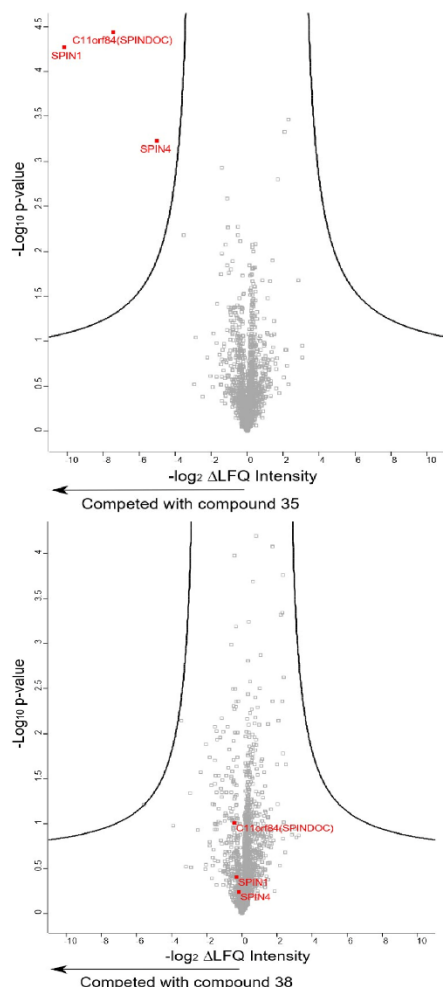 4.5
C11orf84(SPINDOC)
SPIN1
4
3.5
SPIN4
3
2.5
2
1.5
1
0.5
0
-Log10 p-value
-10 -8 -6 -4 -2 0 2 4 6 8 10
-log2 ΔLFQ Intensity
Competed with compound 35
4
3.5
3
2.5
2
1.5
1
C11orf84(SPINDOC)
0.5
SPIN1
SPIN4
0
-Log10 p-value
-10 -8 -6 -4 -2 0 2 4 6 8 10
-log2 ΔLFQ Intensity
Competed with compound 38